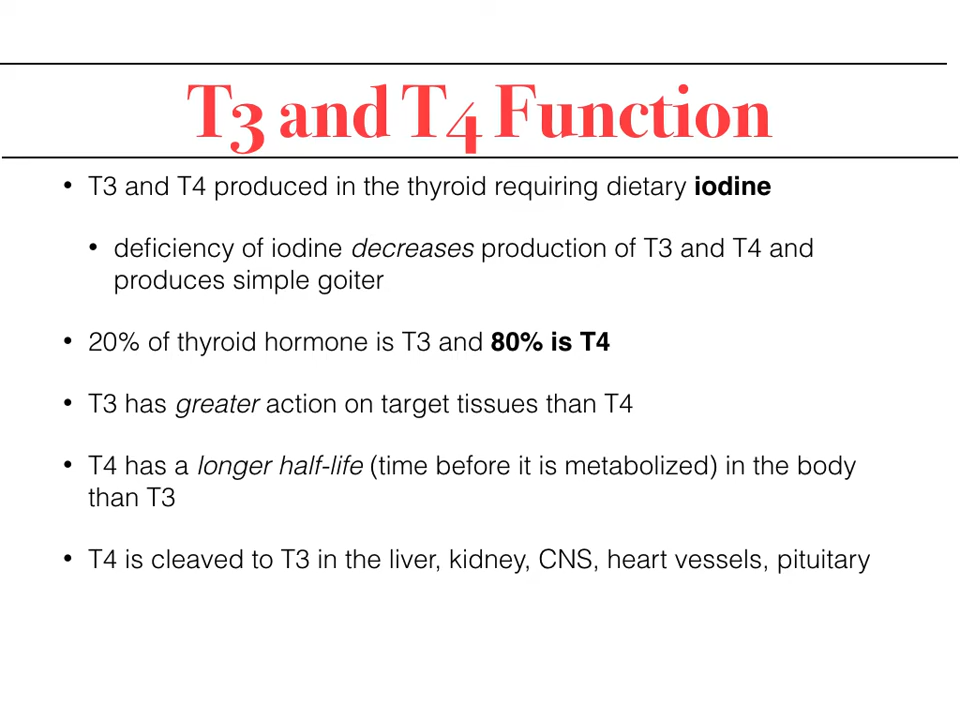 T3 and T4 Function
• T3 and T4 produced in the thyroid requiring dietary iodine
• deficiency of iodine decreases production of T3 and T4 and
produces simple goiter
• 20% of thyroid hormone is T3 and 80% is T4
• T3 has greater action on target tissues than T4
• T4 has a longer half-life (time before it is metabolized) in the body
than T3
• T4 is cleaved to T3 in the liver, kidney, CNS, heart vessels, pituitary